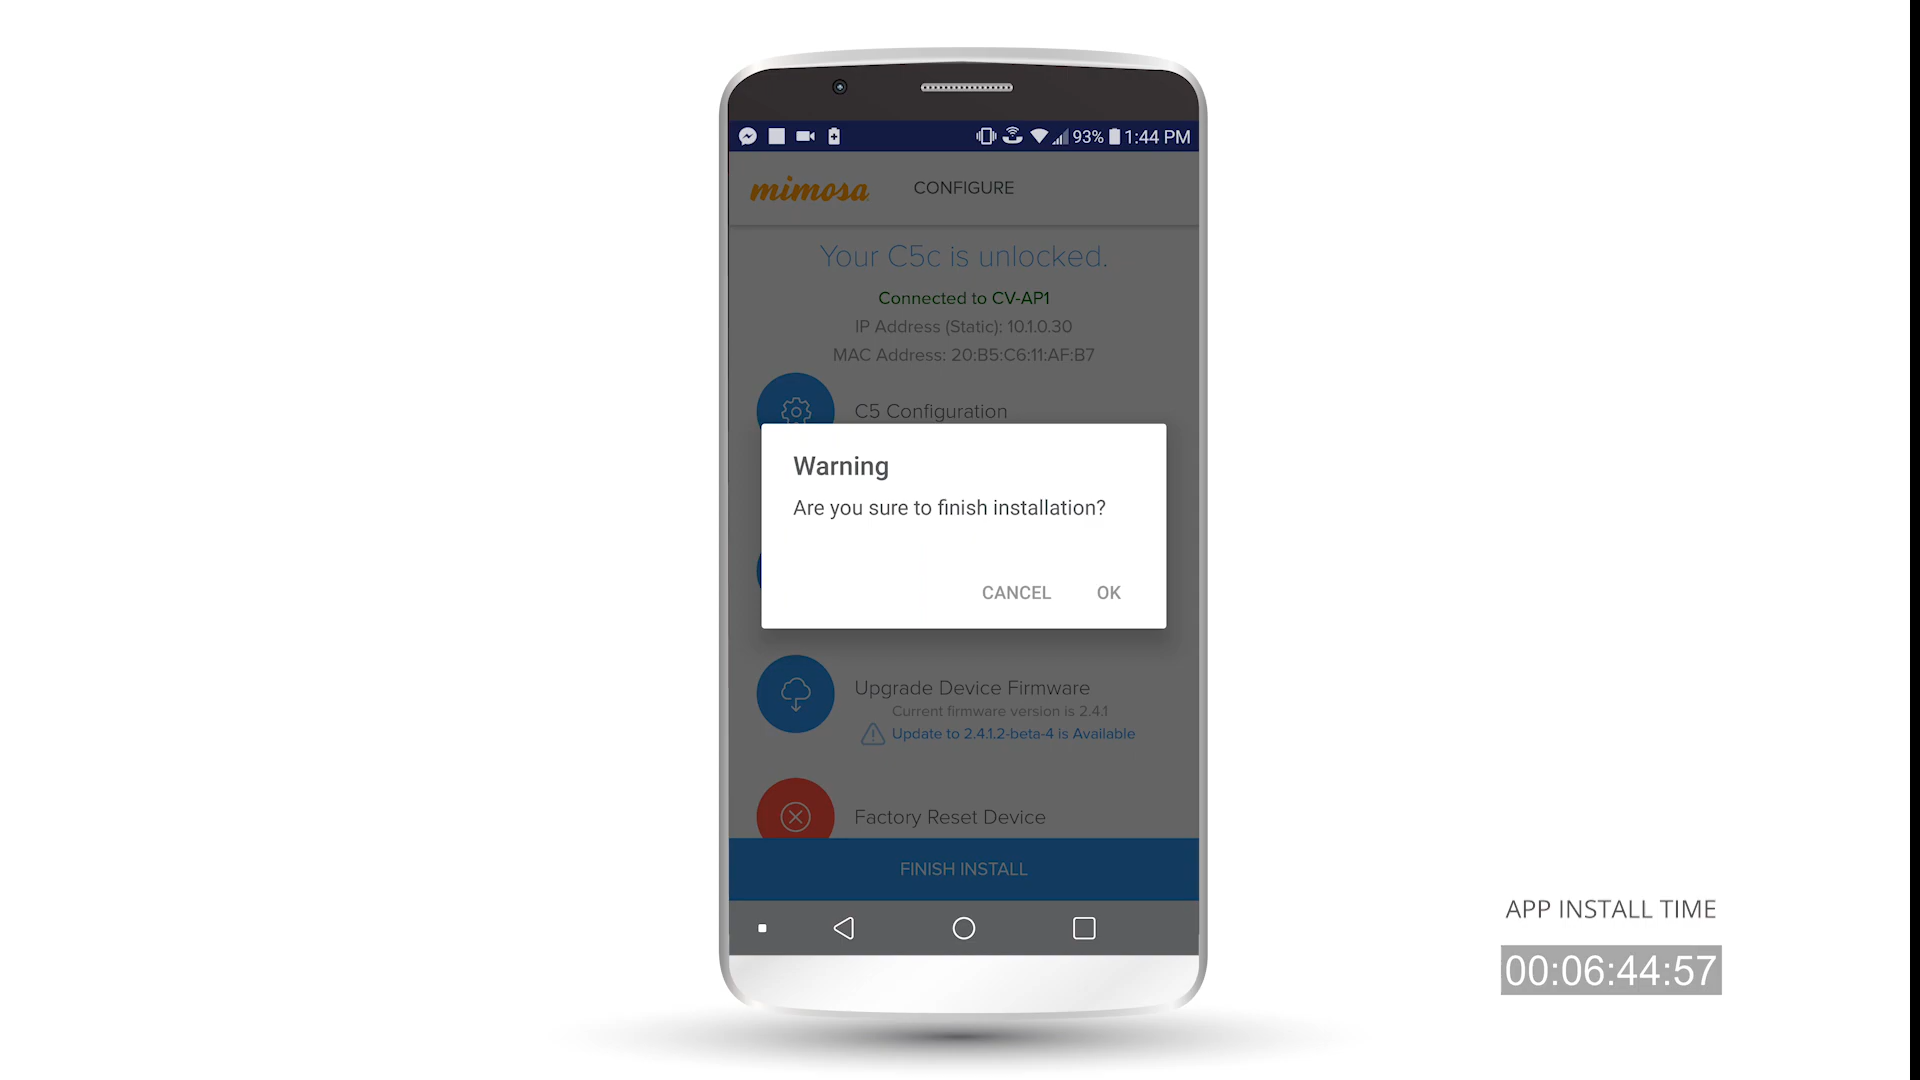 93% 1:44 PM
mimosa CONFIGURE
Your C5c is unlocked.
Connected to CV-AP1
IP Address (Static): 10.1.0.30
MAC Address: 20:B5:C6:11:AF:B7
C5 Configuration
Warning
Are you sure to finish installation?
CANCEL OK
Upgrade Device Firmware
Current firmware version is 2.4.1
Update to 2.4.1.2-beta-4 is Available
Factory Reset Device
FINISH INSTALL
APP INSTALL TIME
00:06:44:57